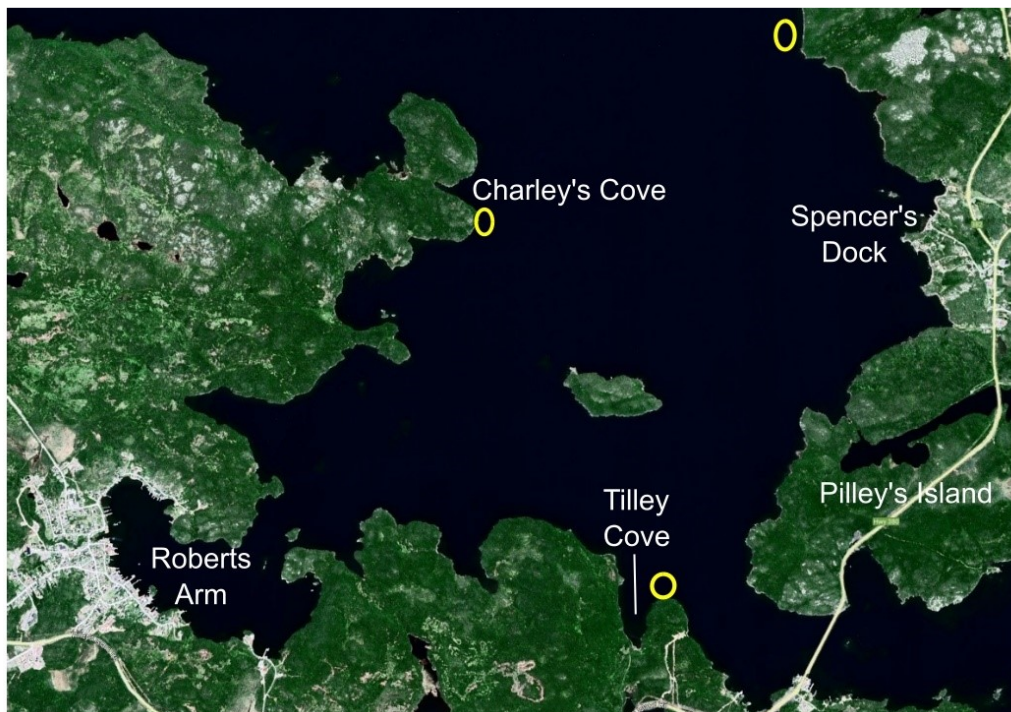 Charley's Cove
Spencer's
Dock
Tilley
Cove
Pilley's Island
Roberts
Arm